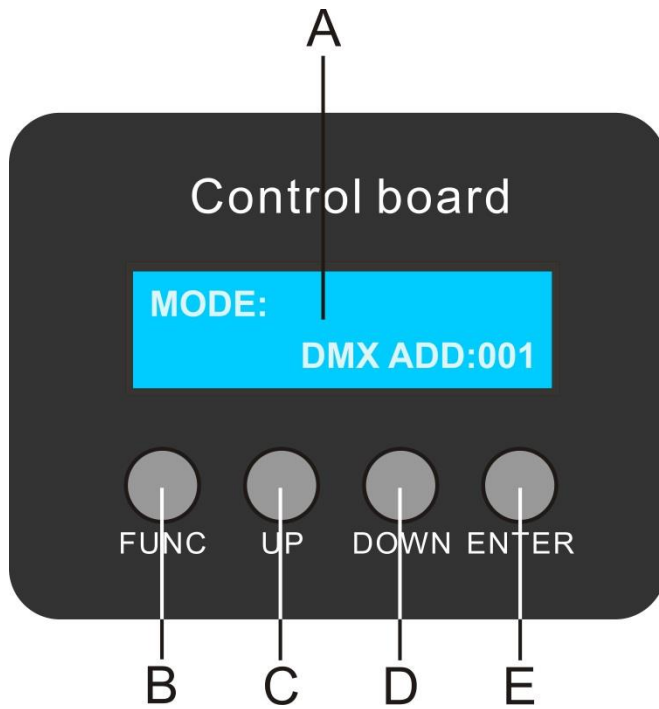 A
Control board
MODE:
DMX ADD:001
FUNC UP DOWN ENTER
B C D E